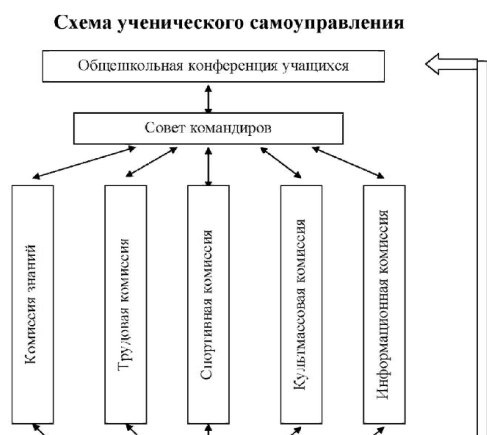 Схема ученического самоуправления
Общешкольная конференция учащихся
Совет командиров
Комиссия знаний
Трудовая комиссия
Спортивная комиссия
Культмассовая комиссия
Информационная комиссия